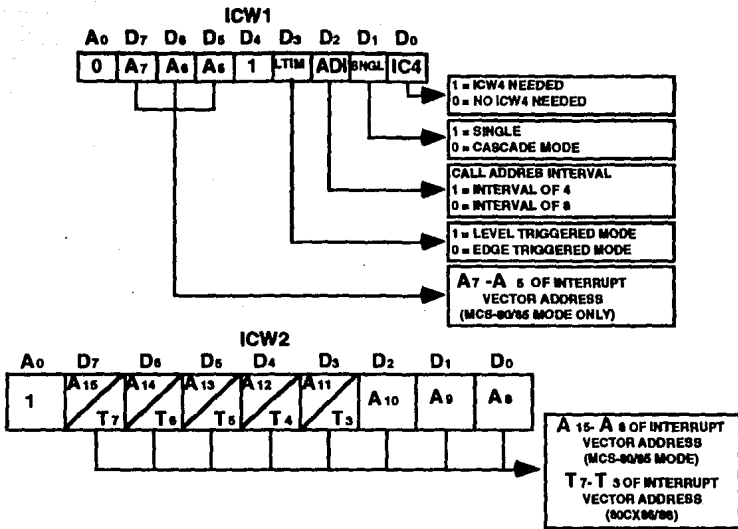 ICW1
A0 D7 D6 D5 D4 D3 D2 D1 D0
0 A7 A6 A5 1 LTIM ADI SNGL IC4
1 = ICW4 NEEDED
0 = NO ICW4 NEEDED
1 = SINGLE
0 = CASCADE MODE
CALL ADDRES INTERVAL
1 = INTERVAL OF 4
0 = INTERVAL OF 8
1 = LEVEL TRIGGERED MODE
0 = EDGE TRIGGERED MODE
A7 -A 5 OF INTERRUPT
VECTOR ADDRESS
(MCS-80/85 MODE ONLY)
ICW2
A0 D7 D6 D5 D4 D3 D2 D1 D0
1 A15 T7 A14 T6 A13 T5 A12 T4 A11 T3 A10 A9 A8
A 15- A 8 OF INTERRUPT
VECTOR ADDRESS
(MCS-80/85 MODE)
T 7- T 3 OF INTERRUPT
VECTOR ADDRESS
(80CX86/88)